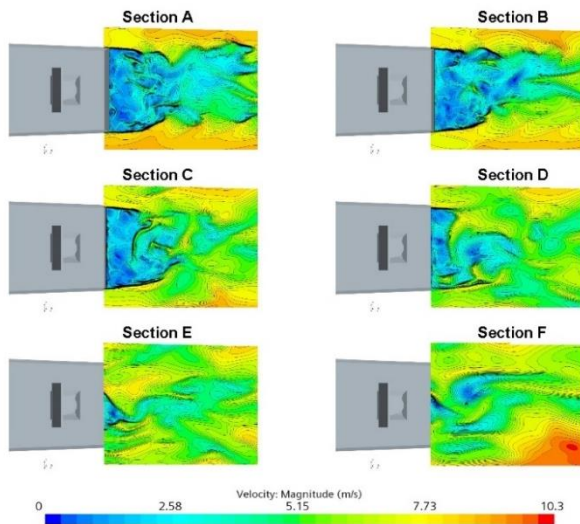 Section A
Section B
Section C
Section D
Section E
Section F
Velocity: Magnitude (m/s)
0 2.58 5.15 7.73 10.3